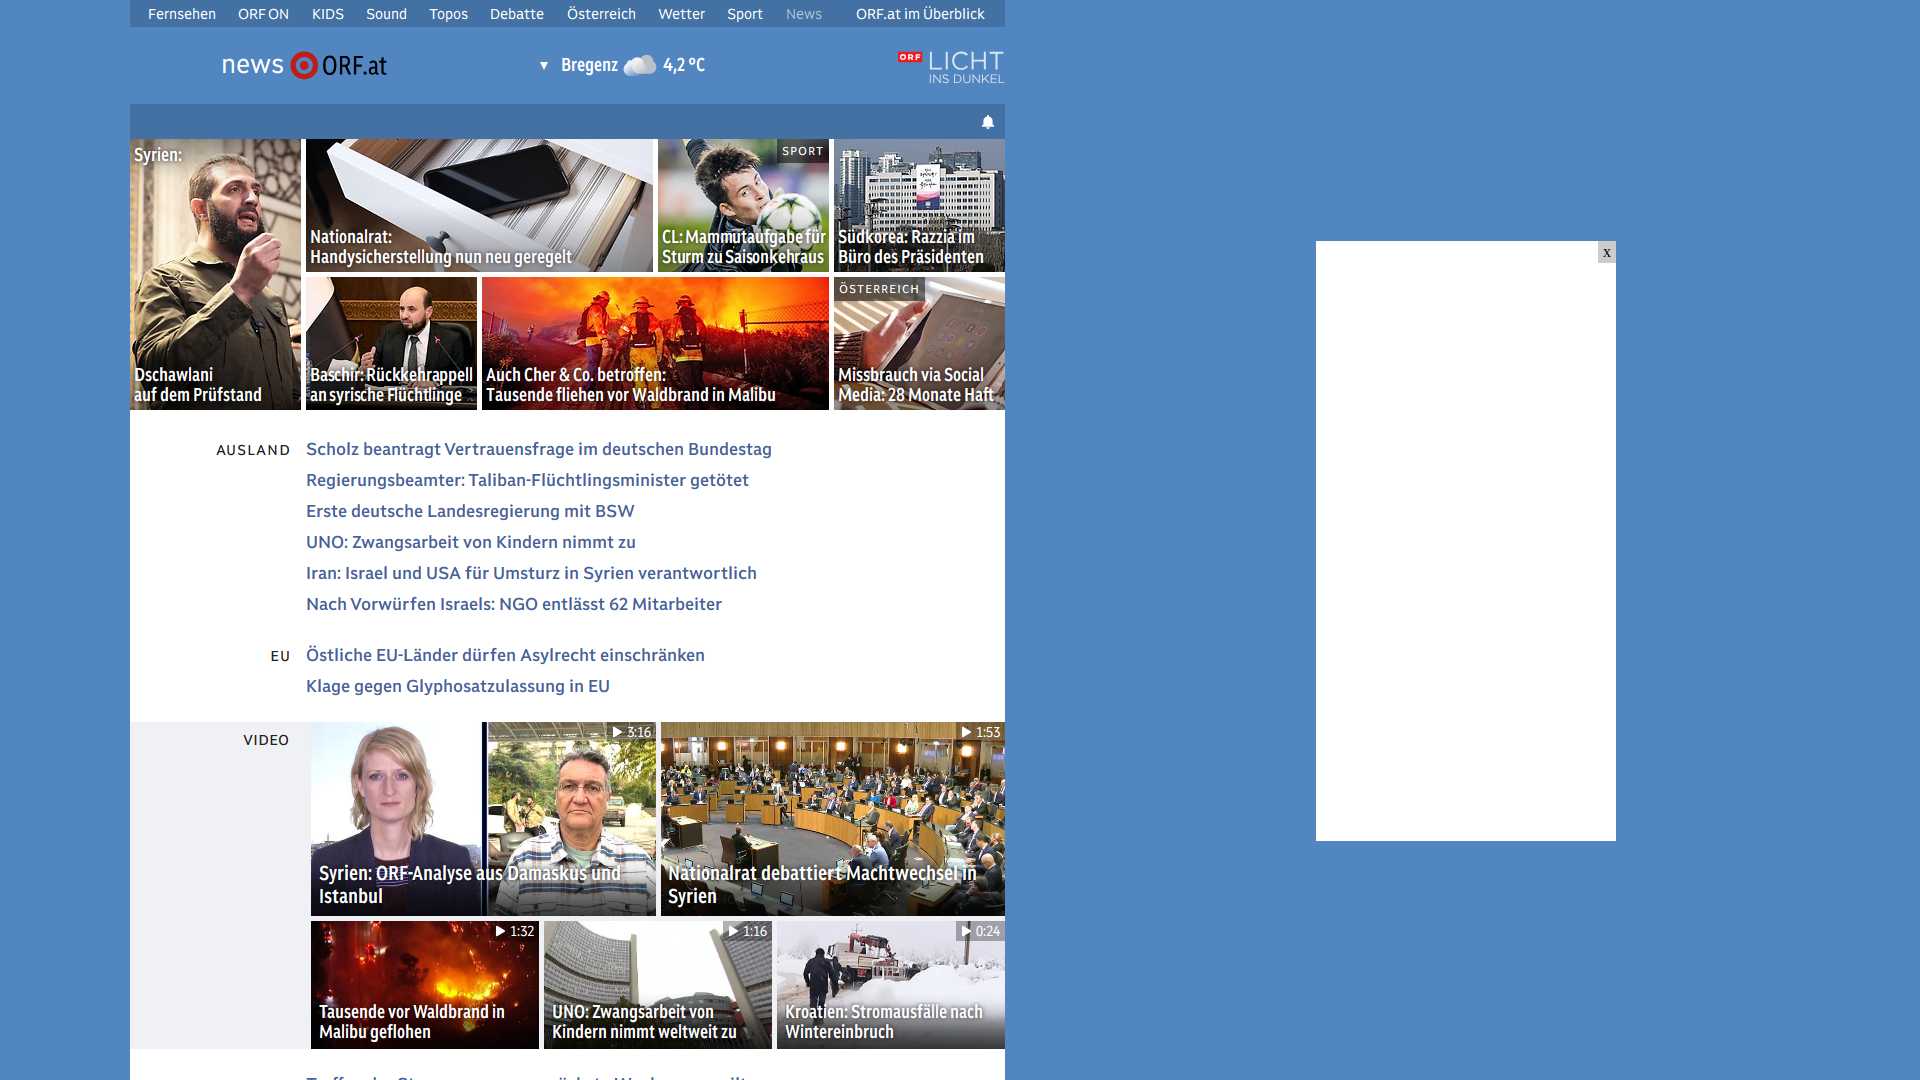 Fernsehen ORF ON KIDS Sound Topos Debatte Österreich Wetter Sport News ORF.at im Überblick
news ORF.at
Bregenz 4,2 °C
ORF LICHT
INS DUNKEL
Syrien:
Dschawlani
auf dem Prüfstand
Nationalrat:
Handysicherstellung nun neu geregelt
SPORT
CL: Mammutaufgabe für
Sturm zu Saisonkehraus
Südkorea: Razzia im
Büro des Präsidenten
Baschir: Rückkehrappell
an syrische Flüchtlinge
Auch Cher & Co. betroffen:
Tausende fliehen vor Waldbrand in Malibu
ÖSTERREICH
Missbrauch via Social
Media: 28 Monate Haft
x
AUSLAND
Scholz beantragt Vertrauensfrage im deutschen Bundestag
Regierungsbeamter: Taliban-Flüchtlingsminister getötet
Erste deutsche Landesregierung mit BSW
UNO: Zwangsarbeit von Kindern nimmt zu
Iran: Israel und USA für Umsturz in Syrien verantwortlich
Nach Vorwürfen Israels: NGO entlässt 62 Mitarbeiter
EU
Östliche EU-Länder dürfen Asylrecht einschränken
Klage gegen Glyphosatzulassung in EU
VIDEO
3:16
Syrien: ORF-Analyse aus Damaskus und
Istanbul
1:53
Nationalrat debattiert Machtwechsel in
Syrien
1:32
Tausende vor Waldbrand in
Malibu geflohen
1:16
UNO: Zwangsarbeit von
Kindern nimmt weltweit zu
0:24
Kroatien: Stromausfälle nach
Wintereinbruch